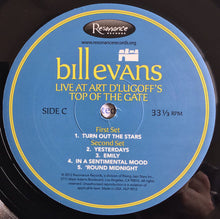 Resonance
RECORDS
www.resonancerecords.org
bill evans
LIVE AT ART D'LUGOFF'S
TOP OF THE GATE
SIDE C
33 ⅓ RPM
First Set
1. TURN OUT THE STARS
Second Set
2. YESTERDAYS
3. EMILY
4. IN A SENTIMENTAL MOOD
5. 'ROUND MIDNIGHT